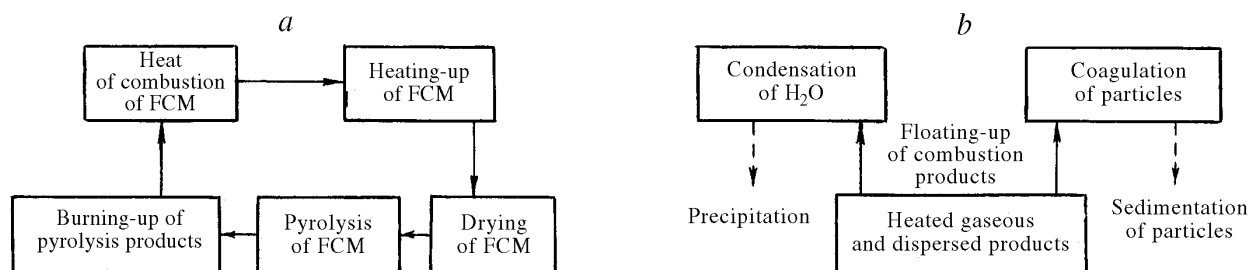 a
Heat
of combustion
of FCM
Heating-up
of FCM
Burning-up of
pyrolysis products
Pyrolysis
of FCM
Drying
of FCM
b
Condensation
of H₂O
Coagulation
of particles
Floating-up
of combustion
products
Precipitation
Heated gaseous
and dispersed products
Sedimentation
of particles